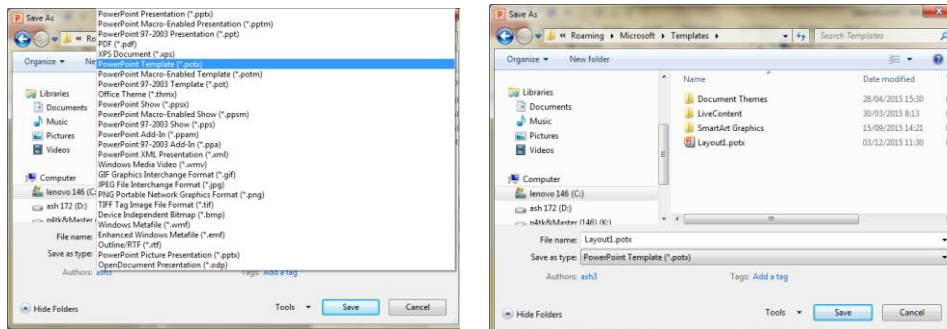 Save As
PowerPoint Presentation (*.pptx)
PowerPoint Macro-Enabled Presentation (*.pptm)
PowerPoint 97-2003 Presentation (*.ppt)
PDF (*.pdf)
XPS Document (*.xps)
PowerPoint Template (*.potx)
PowerPoint Macro-Enabled Template (*.potm)
PowerPoint 97-2003 Template (*.pot)
Office Theme (*.thmx)
PowerPoint Show (*.ppsx)
PowerPoint Macro-Enabled Show (*.ppsm)
PowerPoint 97-2003 Show (*.pps)
PowerPoint Add-In (*.ppam)
PowerPoint 97-2003 Add-In (*.ppa)
PowerPoint XML Presentation (*.xml)
Windows Media Video (*.wmv)
GIF Graphics Interchange Format (*.gif)
JPEG File Interchange Format (*.jpg)
PNG Portable Network Graphics Format (*.png)
TIFF Tag Image File Format (*.tif)
Device Independent Bitmap (*.bmp)
Windows Metafile (*.wmf)
Enhanced Windows Metafile (*.emf)
Outline/RTF (*.rtf)
PowerPoint Picture Presentation (*.pptx)
OpenDocument Presentation (*.odp)
« Ro
Organize Ne
Libraries
Documents
Music
Pictures
Videos
Computer
lenovo 146 (C:
ash 172 (D:)
File name:
Save as type:
Authors: ash3 Tags: Add a tag
Hide Folders Tools Save Cancel
Save As
« Roaming Microsoft Templates Search Templates
Organize New folder
Name Date modified
Libraries
Documents
Music
Pictures
Videos
Computer
lenovo 146 (C:)
ash 172 (D:)
p4tk&Master (146) (K:)
Document Themes 28/04/2015 15:30
LiveContent 30/03/2015 8:13
SmartArt Graphics 15/09/2015 14:21
Layout1.potx 03/12/2015 11:30
File name: Layout1.potx
Save as type: PowerPoint Template (*.potx)
Authors: ash3 Tags: Add a tag
Hide Folders Tools Save Cancel